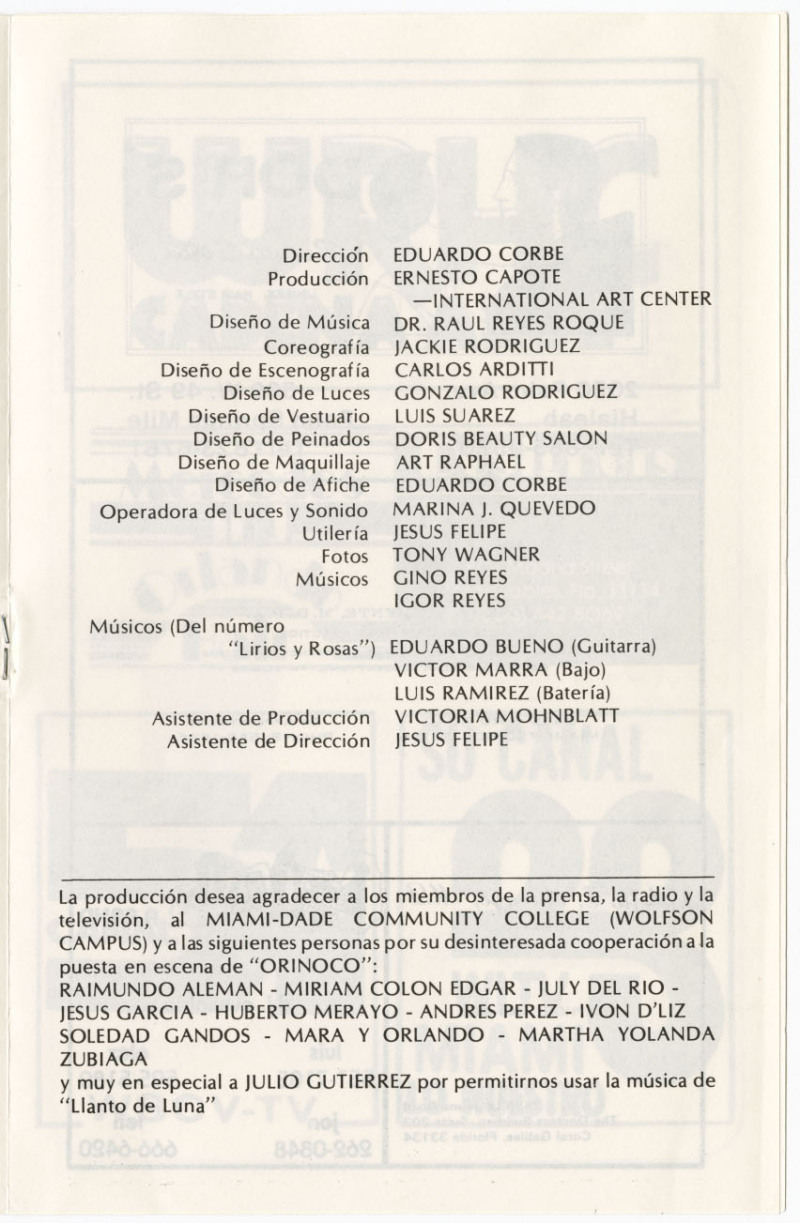 Dirección EDUARDO CORBE
Producción ERNESTO CAPOTE
—INTERNATIONAL ART CENTER
Diseño de Música DR. RAUL REYES ROQUE
Coreografía JACKIE RODRIGUEZ
Diseño de Escenografía CARLOS ARDITTI
Diseño de Luces GONZALO RODRIGUEZ
Diseño de Vestuario LUIS SUAREZ
Diseño de Peinados DORIS BEAUTY SALON
Diseño de Maquillaje ART RAPHAEL
Diseño de Afiche EDUARDO CORBE
Operadora de Luces y Sonido MARINA J. QUEVEDO
Utilería JESUS FELIPE
Fotos TONY WAGNER
Músicos GINO REYES
IGOR REYES
Músicos (Del número
“Lirios y Rosas”) EDUARDO BUENO (Guitarra)
VICTOR MARRA (Bajo)
LUIS RAMIREZ (Batería)
Asistente de Producción VICTORIA MOHNBLATT
Asistente de Dirección JESUS FELIPE
La producción desea agradecer a los miembros de la prensa, la radio y la
televisión, al MIAMI-DADE COMMUNITY COLLEGE (WOLFSON
CAMPUS) y a las siguientes personas por su desinteresada cooperación a la
puesta en escena de “ORINOCO”:
RAIMUNDO ALEMAN - MIRIAM COLON EDGAR - JULY DEL RIO -
JESUS GARCIA - HUBERTO MERAYO - ANDRES PEREZ - IVON D’LIZ
SOLEDAD GANDOS - MARA Y ORLANDO - MARTHA YOLANDA
ZUBIAGA
y muy en especial a JULIO GUTIERREZ por permitirnos usar la música de
“Llanto de Luna”